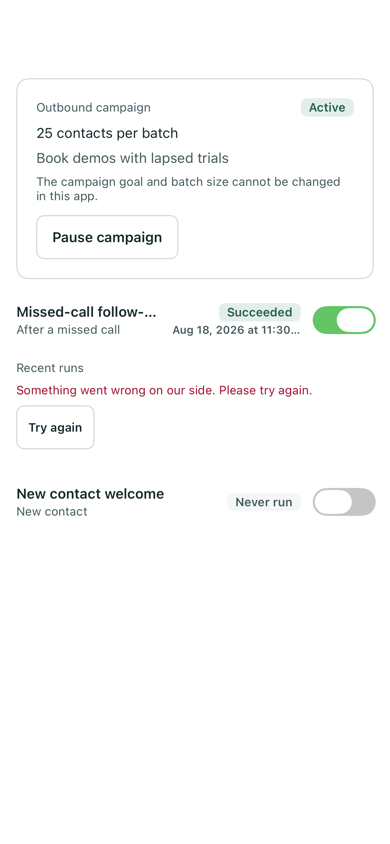 Outbound campaign
Active
25 contacts per batch
Book demos with lapsed trials
The campaign goal and batch size cannot be changed
in this app.
Pause campaign
Missed-call follow-...
Succeeded
After a missed call
Aug 18, 2026 at 11:30...
Recent runs
Something went wrong on our side. Please try again.
Try again
New contact welcome
Never run
New contact